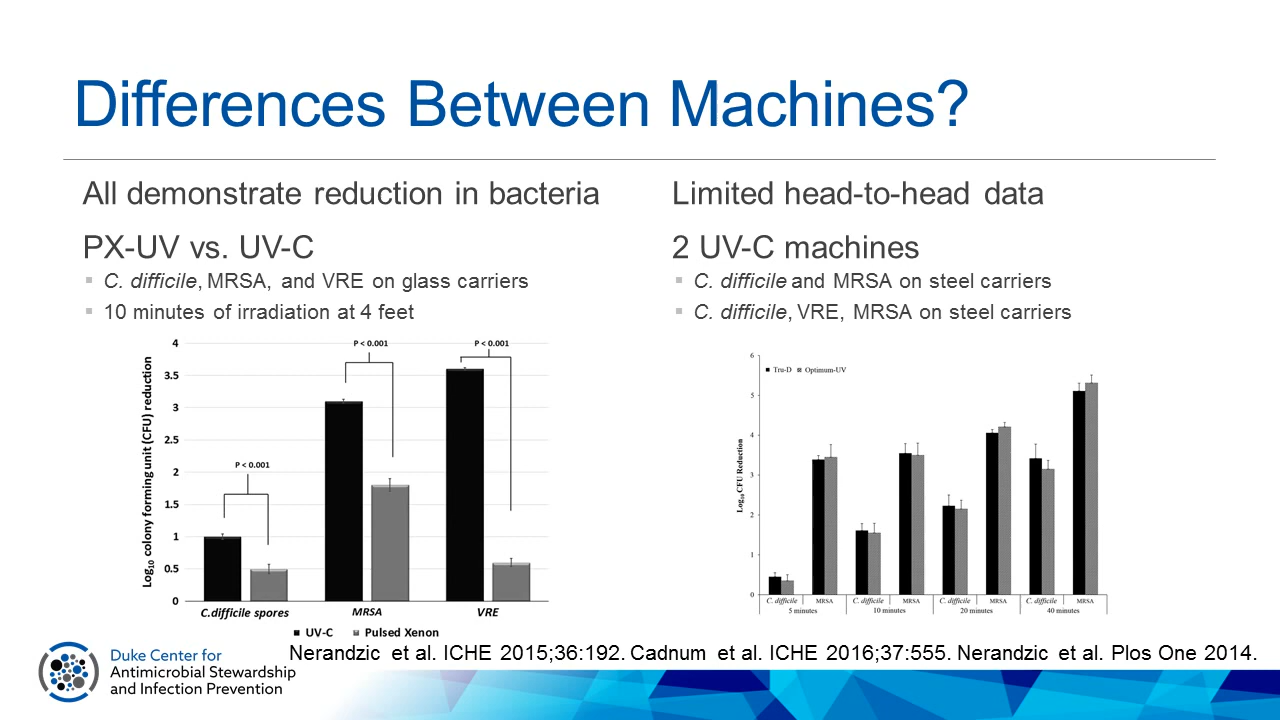 Differences Between Machines?
All demonstrate reduction in bacteria
PX-UV vs. UV-C
▪ C. difficile, MRSA, and VRE on glass carriers
▪ 10 minutes of irradiation at 4 feet
Limited head-to-head data
2 UV-C machines
▪ C. difficile and MRSA on steel carriers
▪ C. difficile, VRE, MRSA on steel carriers
Log10 colony forming unit (CFU) reduction
4
3.5
3
2.5
2
1.5
1
0.5
0
P < 0.001
P < 0.001
P < 0.001
C.difficile spores MRSA VRE
UV-C Pulsed Xenon
Log10 CFU Reduction
6
5
4
3
2
1
0
Tru-D Optimum-UV
C. difficile MRSA C. difficile MRSA C. difficile MRSA C. difficile MRSA
5 minutes 10 minutes 20 minutes 40 minutes
Nerandzic et al. ICHE 2015;36:192. Cadnum et al. ICHE 2016;37:555. Nerandzic et al. Plos One 2014.
Duke Center for
Antimicrobial Stewardship
and Infection Prevention